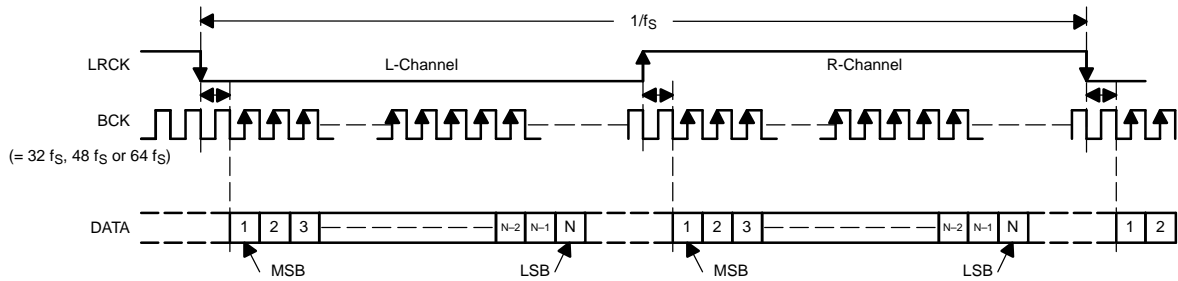 1/fS
LRCK
L-Channel
R-Channel
BCK
(= 32 fS, 48 fS or 64 fS)
DATA
1 2 3 N–2 N–1 N 1 2 3 N–2 N–1 N 1 2
MSB LSB MSB LSB